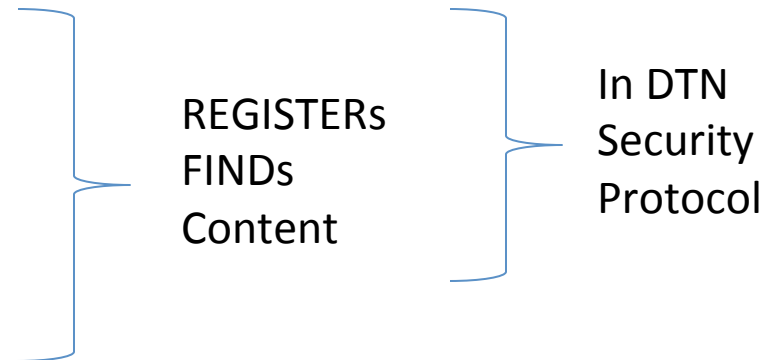 REGISTERs
FINDs
Content
In DTN
Security
Protocol